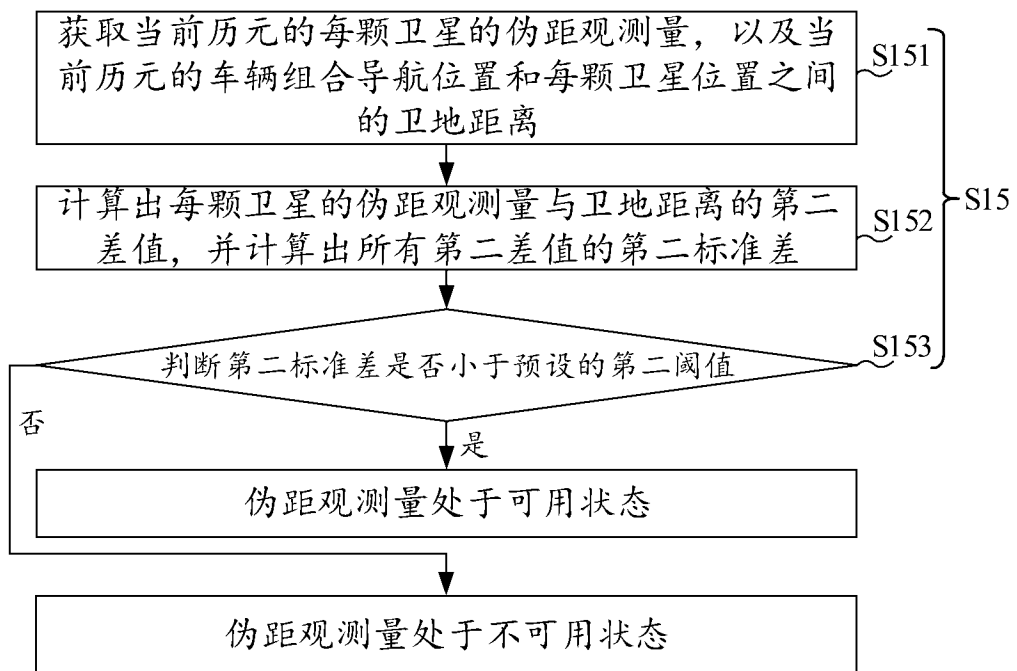 获取当前历元的每颗卫星的伪距观测量，以及当
前历元的车辆组合导航位置和每颗卫星位置之间
的卫地距离
S151
计算出每颗卫星的伪距观测量与卫地距离的第二
差值，并计算出所有第二差值的第二标准差
S152
S15
判断第二标准差是否小于预设的第二阈值
S153
否
是
伪距观测量处于可用状态
伪距观测量处于不可用状态